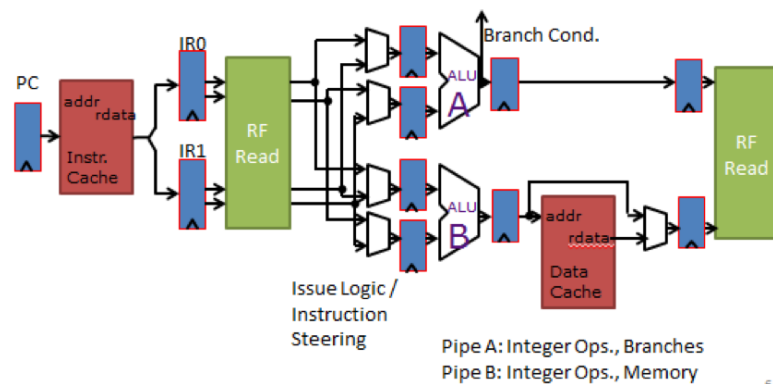 Branch Cond.
IR0
PC
addr
rdata
Instr.
Cache
RF
Read
IR1
ALU
A
ALU
B
addr
rdata
Data
Cache
RF
Read
Issue Logic /
Instruction
Steering
Pipe A: Integer Ops., Branches
Pipe B: Integer Ops., Memory
6